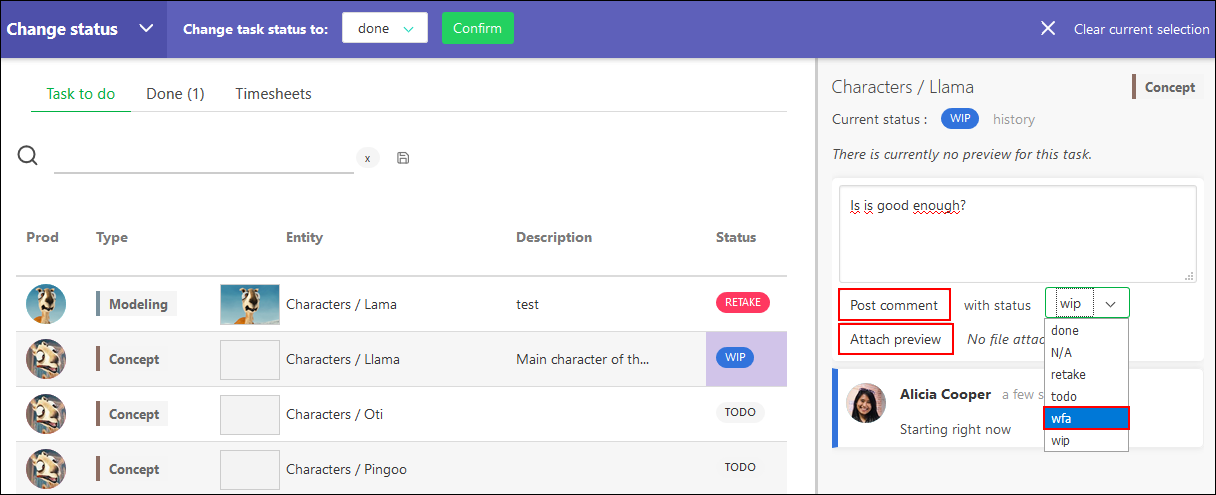 Change status Change task status to: done Confirm Clear current selection
Task to do Done (1) Timesheets
x
Prod Type Entity Description Status
Modeling Characters / Lama test RETAKE
Concept Characters / Llama Main character of th... WIP
Concept Characters / Oti TODO
Concept Characters / Pingoo TODO
Characters / Llama Concept
Current status : WIP history
There is currently no preview for this task.
Is is good enough?
Post comment with status wip
Attach preview No file attac
done
N/A
retake
todo
wfa
wip
Alicia Cooper a few s
Starting right now